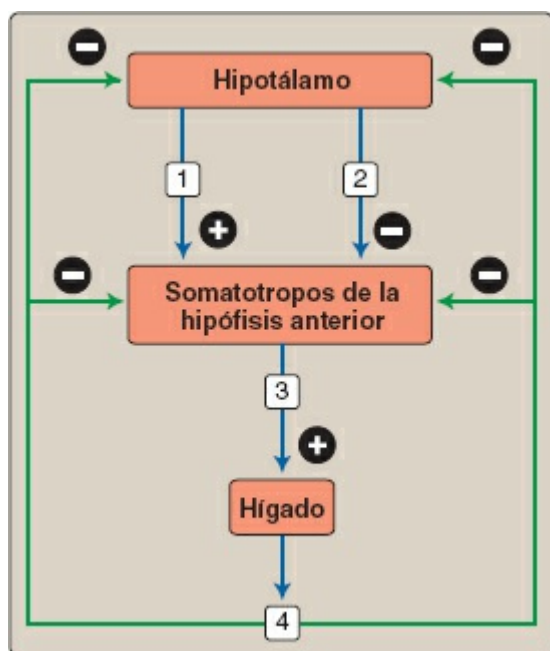 Hipotálamo
1
2
Somatotropos de la
hipófisis anterior
3
Hígado
4